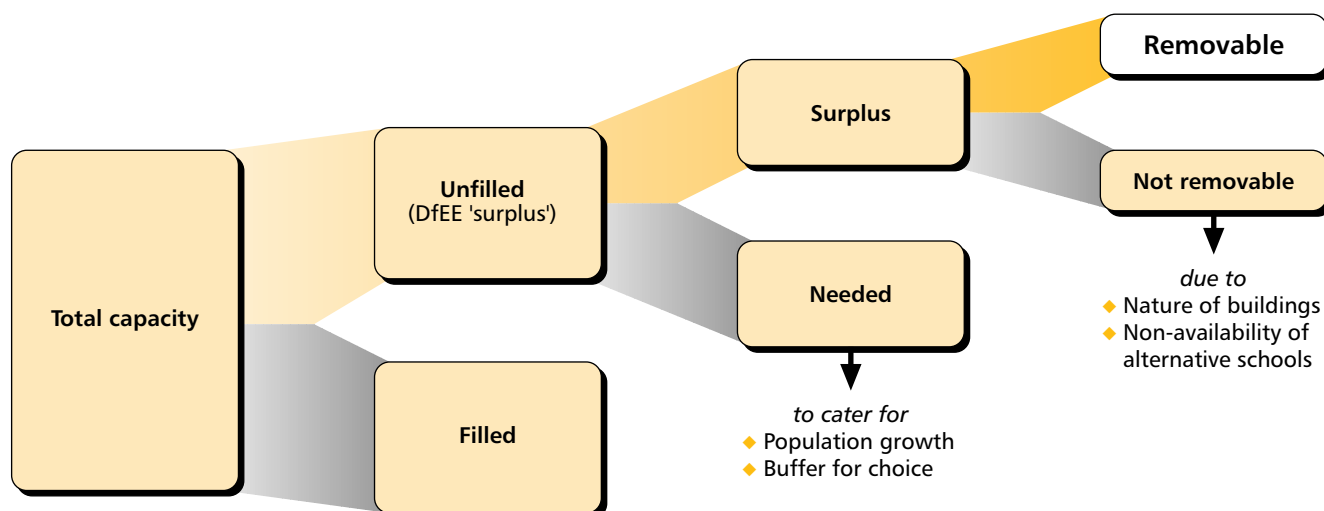 Total capacity
Unfilled
(DfEE 'surplus')
Filled
Surplus
Needed
to cater for
◆ Population growth
◆ Buffer for choice
Removable
Not removable
due to
◆ Nature of buildings
◆ Non-availability of
alternative schools